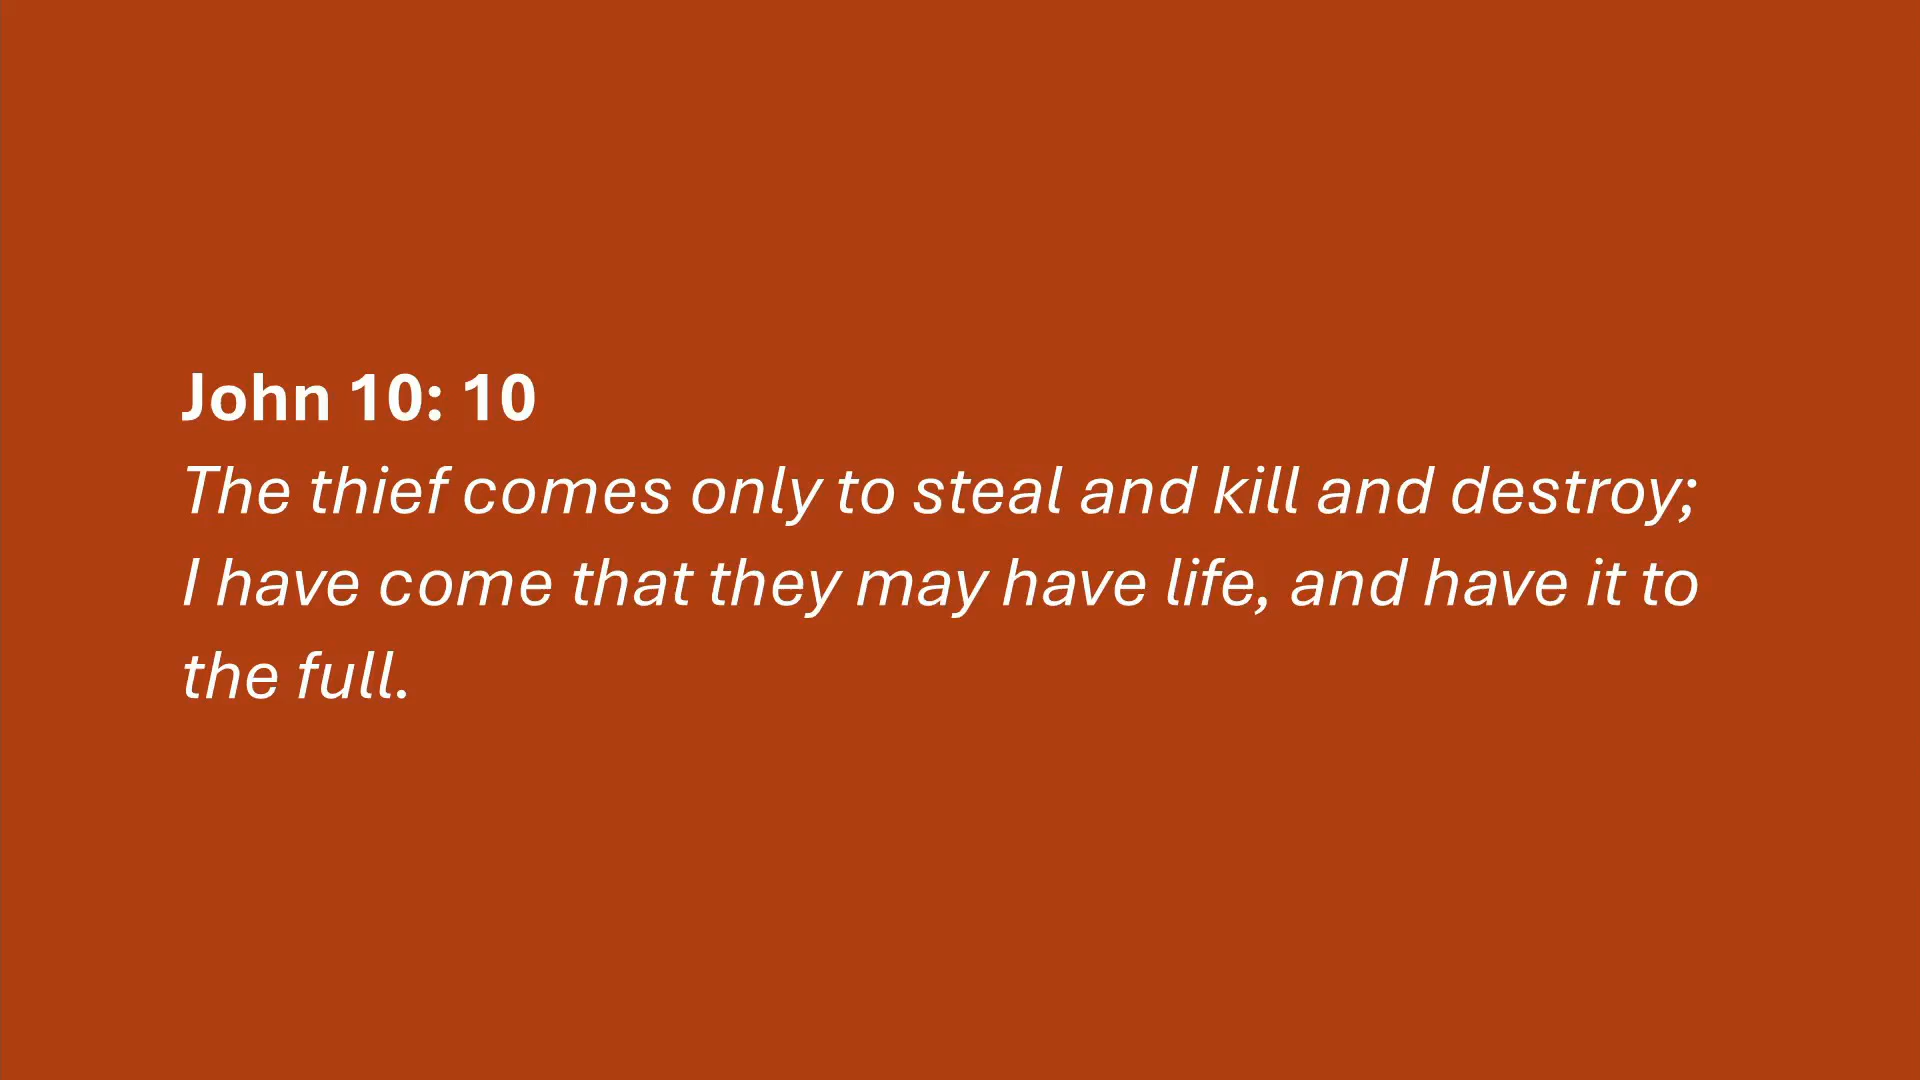 John 10: 10
The thief comes only to steal and kill and destroy;
I have come that they may have life, and have it to
the full.